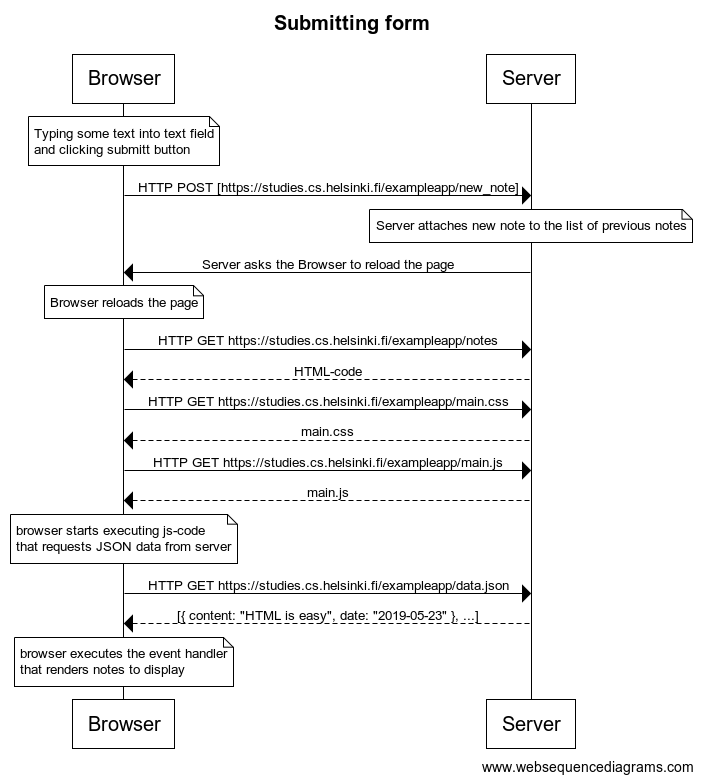 Submitting form
Browser
Server
Typing some text into text field
and clicking submitt button
HTTP POST [https://studies.cs.helsinki.fi/exampleapp/new_note]
Server attaches new note to the list of previous notes
Server asks the Browser to reload the page
Browser reloads the page
HTTP GET https://studies.cs.helsinki.fi/exampleapp/notes
HTML-code
HTTP GET https://studies.cs.helsinki.fi/exampleapp/main.css
main.css
HTTP GET https://studies.cs.helsinki.fi/exampleapp/main.js
main.js
browser starts executing js-code
that requests JSON data from server
HTTP GET https://studies.cs.helsinki.fi/exampleapp/data.json
[{ content: "HTML is easy", date: "2019-05-23" }, ...]
browser executes the event handler
that renders notes to display
Browser
Server
www.websequencediagrams.com